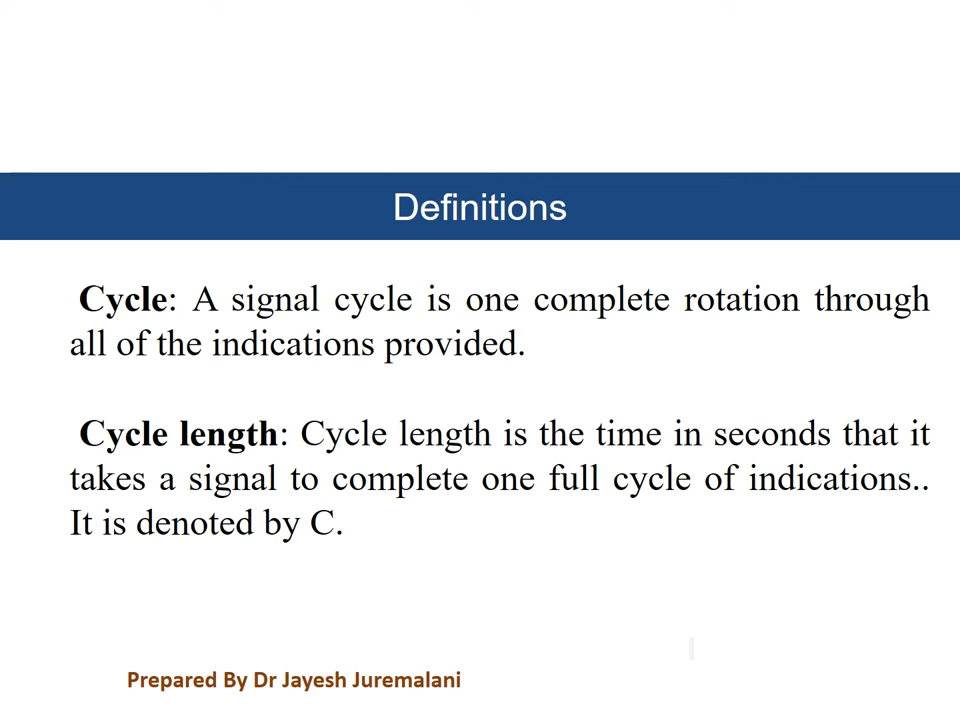 Definitions
Cycle: A signal cycle is one complete rotation through
all of the indications provided.
Cycle length: Cycle length is the time in seconds that it
takes a signal to complete one full cycle of indications..
It is denoted by C.
Prepared By Dr Jayesh Juremalani